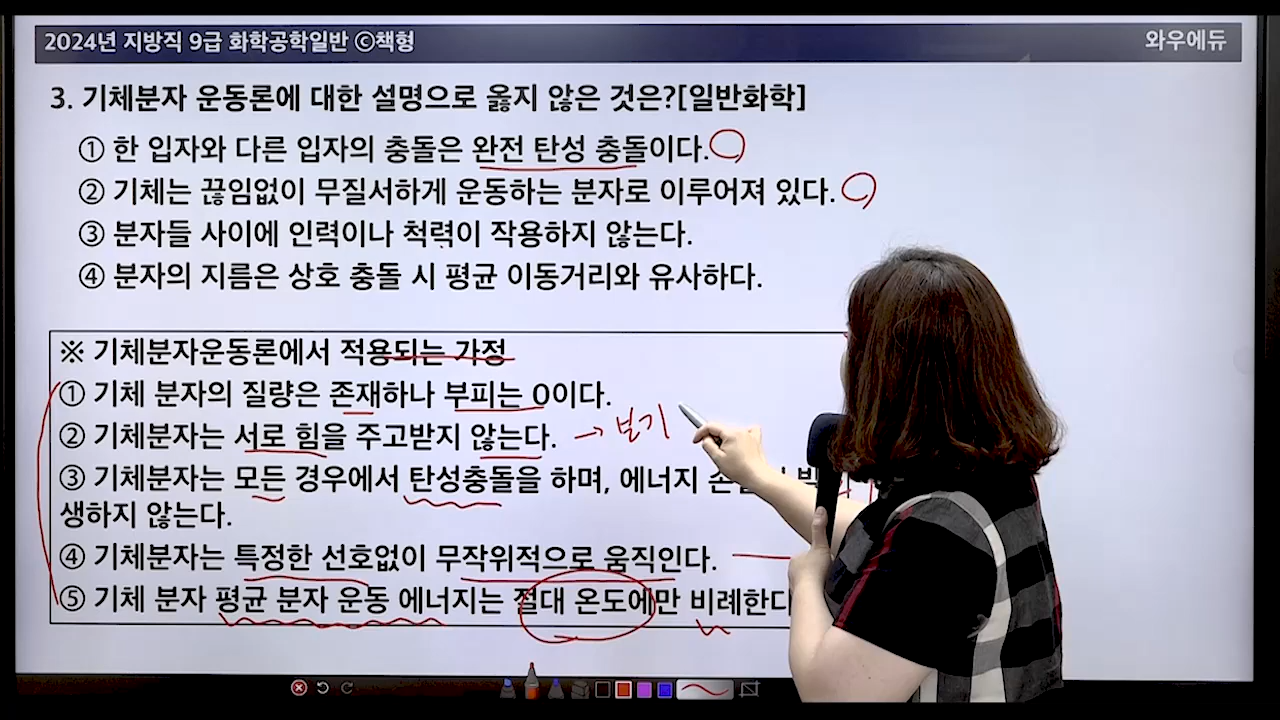 2024년 지방직 9급 화학공학일반 ⓒ책형
와우에듀
3. 기체분자 운동론에 대한 설명으로 옳지 않은 것은?[일반화학]
① 한 입자와 다른 입자의 충돌은 완전 탄성 충돌이다.
② 기체는 끊임없이 무질서하게 운동하는 분자로 이루어져 있다.
③ 분자들 사이에 인력이나 척력이 작용하지 않는다.
④ 분자의 지름은 상호 충돌 시 평균 이동거리와 유사하다.
※ 기체분자운동론에서 적용되는 가정
① 기체 분자의 질량은 존재하나 부피는 0이다.
② 기체분자는 서로 힘을 주고받지 않는다. → 보기
③ 기체분자는 모든 경우에서 탄성충돌을 하며, 에너지
생하지 않는다.
④ 기체분자는 특정한 선호없이 무작위적으로 움직인다.
⑤ 기체 분자 평균 분자 운동 에너지는 절대 온도에만 비례한다